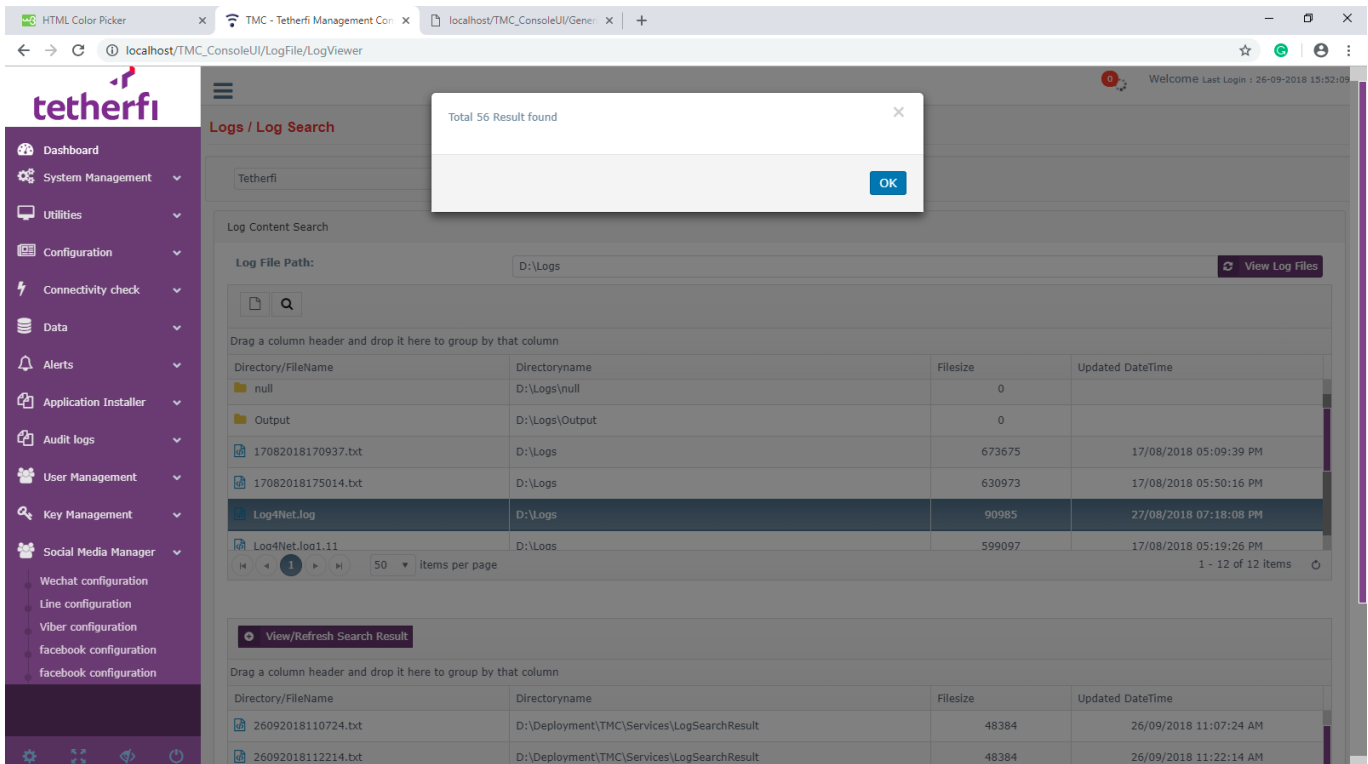 HTML Color Picker
TMC - Tetherfi Management Con
localhost/TMC_ConsoleUI/Gener
localhost/TMC_ConsoleUI/LogFile/LogViewer
tetherfi
0
Welcome Last Login : 26-09-2018 15:52:09
Logs / Log Search
Total 56 Result found
OK
Dashboard
System Management
Utilities
Configuration
Connectivity check
Data
Alerts
Application Installer
Audit logs
User Management
Key Management
Social Media Manager
Wechat configuration
Line configuration
Viber configuration
facebook configuration
facebook configuration
Tetherfi
Log Content Search
Log File Path:
D:\Logs
View Log Files
Drag a column header and drop it here to group by that column
Directory/FileName Directoryname Filesize Updated DateTime
null D:\Logs\null 0
Output D:\Logs\Output 0
17082018170937.txt D:\Logs 673675 17/08/2018 05:09:39 PM
17082018175014.txt D:\Logs 630973 17/08/2018 05:50:16 PM
Log4Net.log D:\Logs 90985 27/08/2018 07:18:08 PM
Log4Net.log1.11 D:\Logs 599097 17/08/2018 05:19:26 PM
1 50 items per page 1 - 12 of 12 items
View/Refresh Search Result
Drag a column header and drop it here to group by that column
Directory/FileName Directoryname Filesize Updated DateTime
26092018110724.txt D:\Deployment\TMC\Services\LogSearchResult 48384 26/09/2018 11:07:24 AM
26092018112214.txt D:\Deployment\TMC\Services\LogSearchResult 48384 26/09/2018 11:22:14 AM